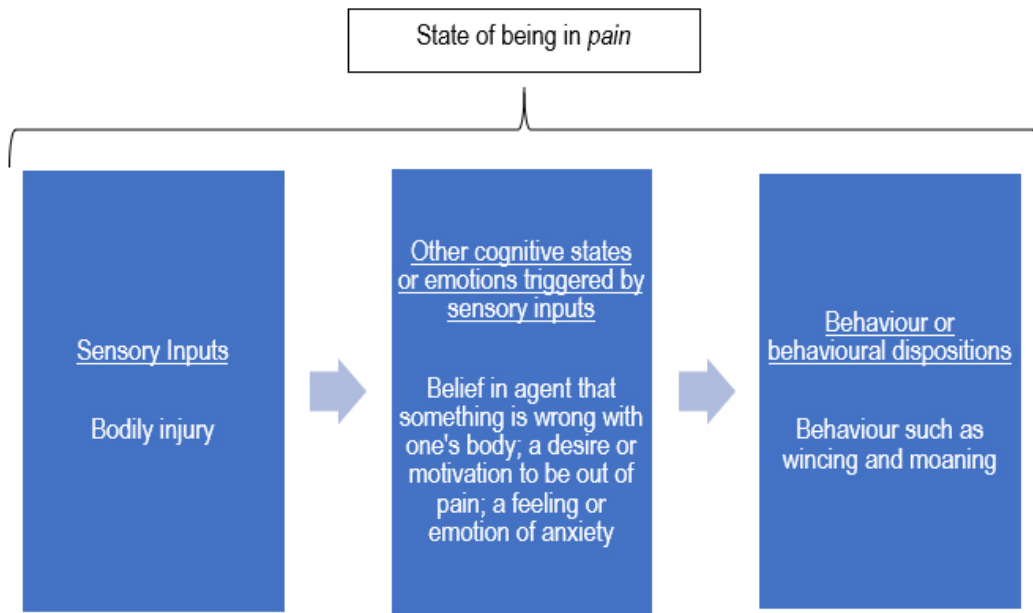 State of being in pain
Sensory Inputs
Bodily injury
Other cognitive states
or emotions triggered by
sensory inputs
Belief in agent that
something is wrong with
one's body; a desire or
motivation to be out of
pain; a feeling or
emotion of anxiety
Behaviour or
behavioural dispositions
Behaviour such as
wincing and moaning